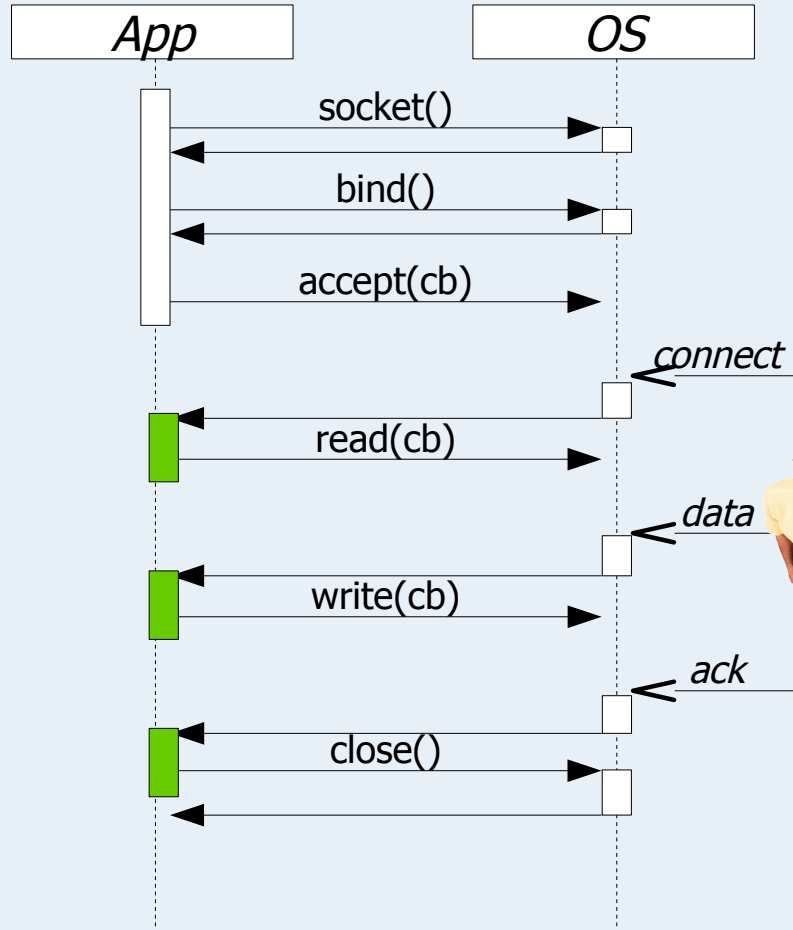 App
OS
socket()
bind()
accept(cb)
connect
read(cb)
data
write(cb)
ack
close()